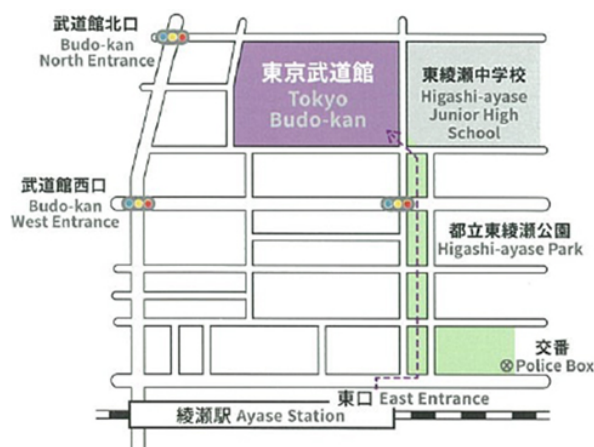 武道館北口
Budo-kan
North Entrance
東京武道館
Tokyo
Budo-kan
東綾瀬中学校
Higashi-ayase
Junior High
School
武道館西口
Budo-kan
West Entrance
都立東綾瀬公園
Higashi-ayase Park
交番
Police Box
東口 East Entrance
綾瀬駅 Ayase Station